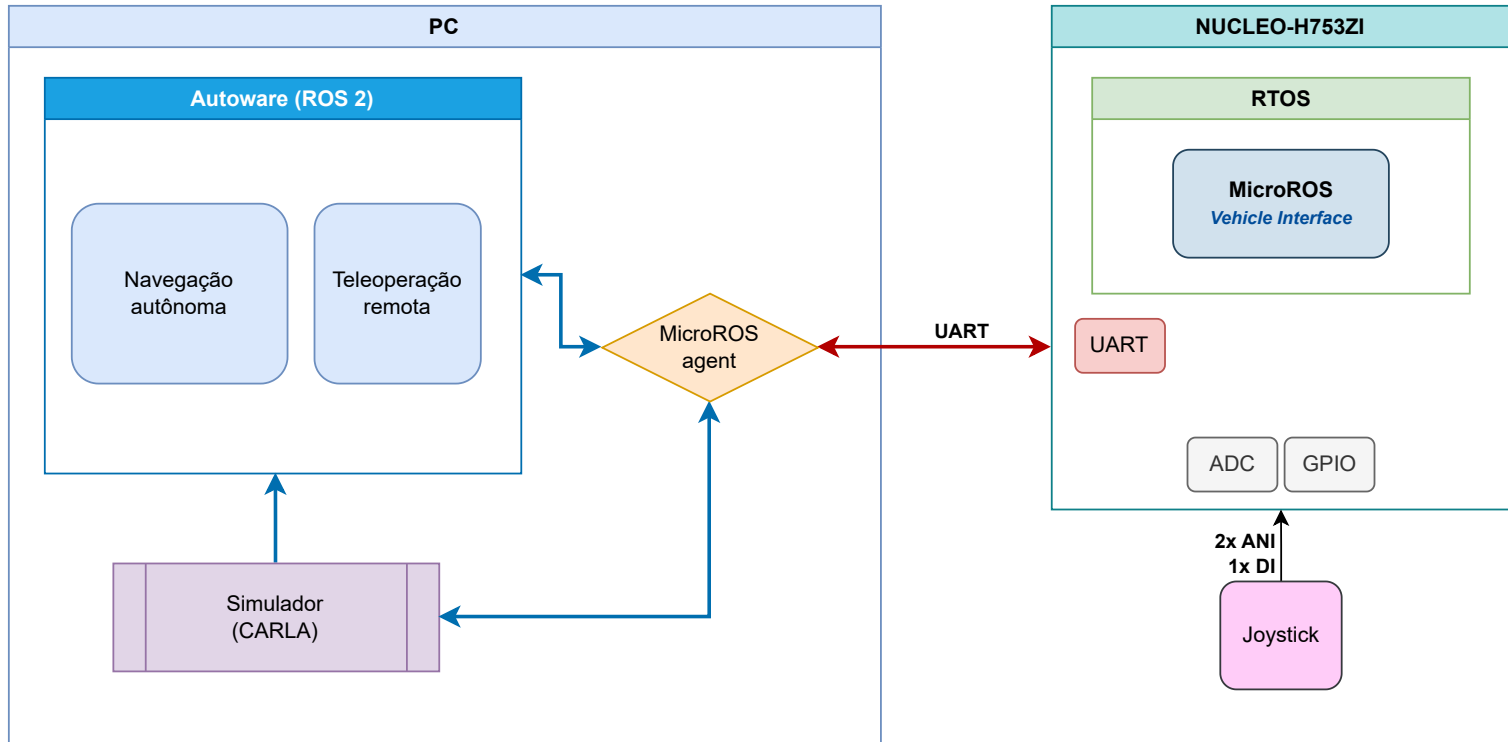 PC
Autoware (ROS 2)
Navegação
autônoma
Teleoperação
remota
MicroROS
agent
Simulador
(CARLA)
UART
NUCLEO-H753ZI
RTOS
MicroROS
Vehicle Interface
UART
ADC
GPIO
2x ANI
1x DI
Joystick